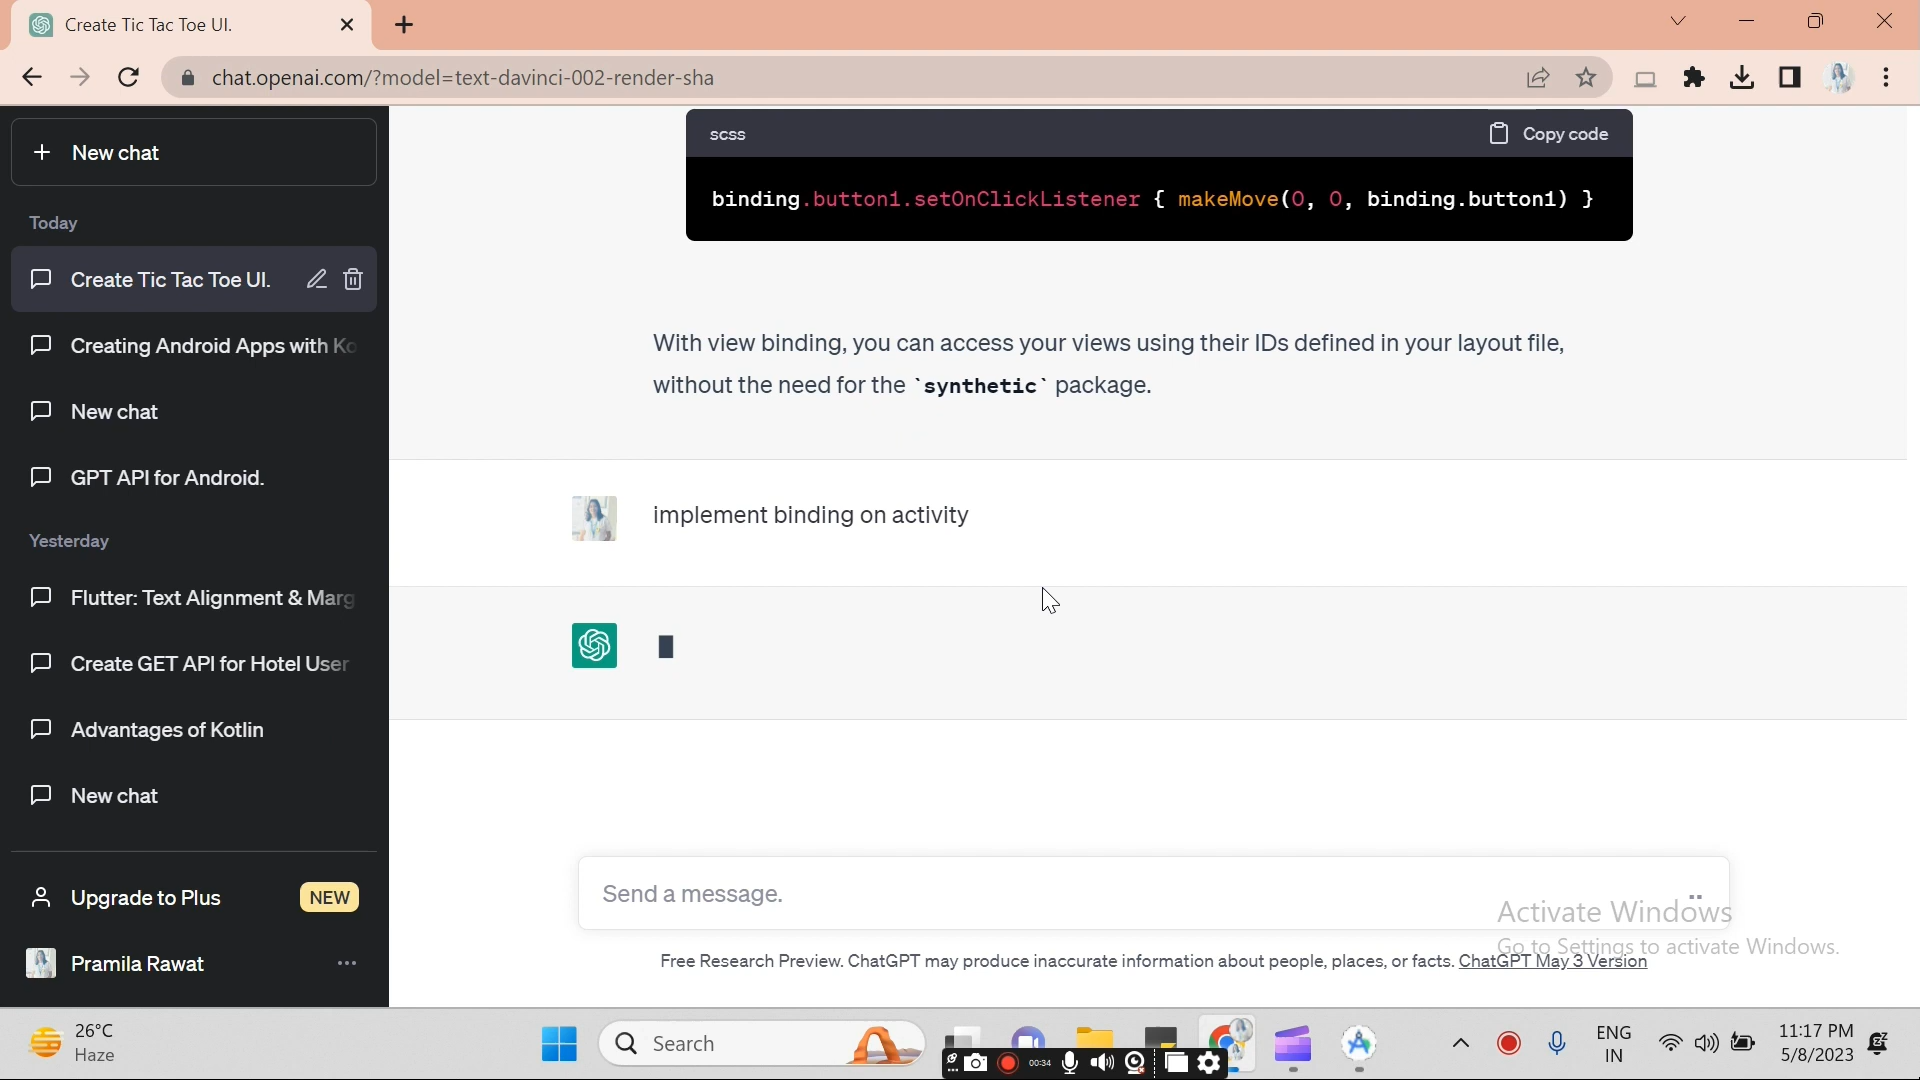 Create Tic Tac Toe UI.
chat.openai.com/?model=text-davinci-002-render-sha
New chat
Today
Create Tic Tac Toe UI.
Creating Android Apps with Ko
New chat
GPT API for Android.
Yesterday
Flutter: Text Alignment & Marg
Create GET API for Hotel User
Advantages of Kotlin
New chat
Upgrade to Plus
NEW
Pramila Rawat
scss
Copy code
binding.button1.setOnClickListener { makeMove(0, 0, binding.button1) }
With view binding, you can access your views using their IDs defined in your layout file,
without the need for the `synthetic` package.
implement binding on activity
Send a message.
Activate Windows
Go to Settings to activate Windows.
Free Research Preview. ChatGPT may produce inaccurate information about people, places, or facts. ChatGPT May 3 Version
26°C
Haze
Search
00:34
ENG
IN
11:17 PM
5/8/2023